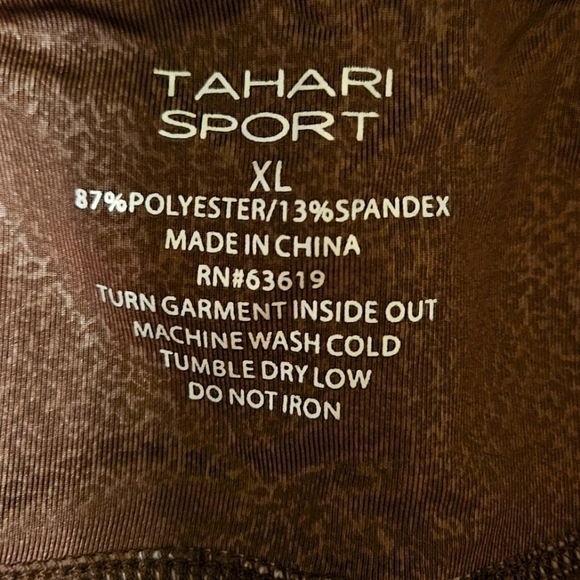 TAHARI
SPORT
XL
87%POLYESTER/13%SPANDEX
MADE IN CHINA
RN#63619
TURN GARMENT INSIDE OUT
MACHINE WASH COLD
TUMBLE DRY LOW
DO NOT IRON